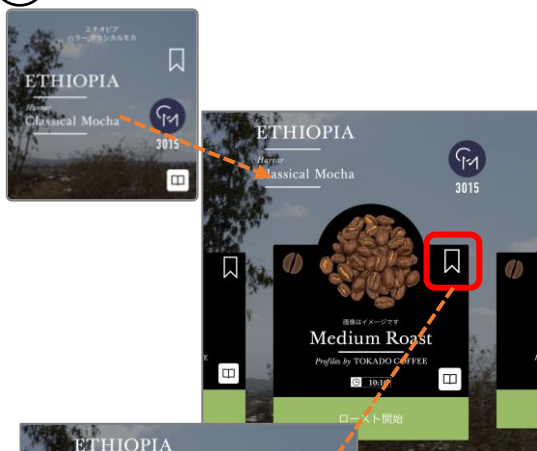 エチオピア
ハラー クラシカルモカ
ETHIOPIA
Harrar
Classical Mocha
3015
ETHIOPIA
Harrar
Classical Mocha
3015
画像はイメージです
Medium Roast
Profiles by TOKADO COFFEE
ロースト開始
ETHIOPIA